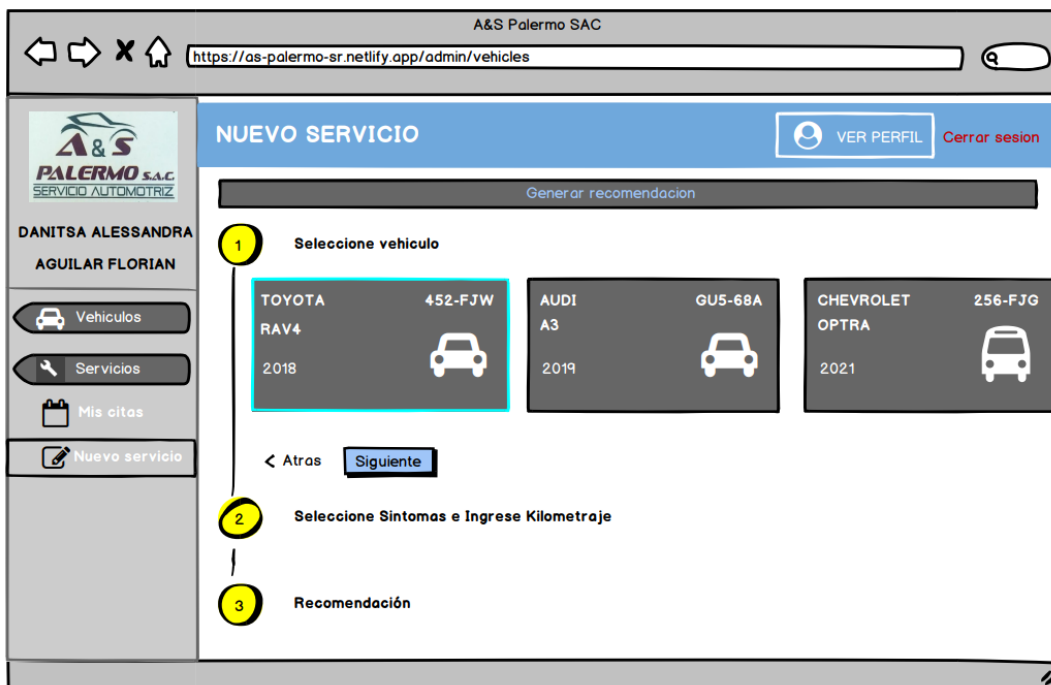 A&S Palermo SAC
https://as-palermo-sr.netlify.app/admin/vehicles
A&S
PALERMO S.A.C.
SERVICIO AUTOMOTRIZ
DANITSA ALESSANDRA
AGUILAR FLORIAN
Vehiculos
Servicios
Mis citas
Nuevo servicio
NUEVO SERVICIO
VER PERFIL
Cerrar sesion
Generar recomendacion
1 Seleccione vehiculo
TOYOTA 452-FJW
RAV4
2018
AUDI GU5-68A
A3
2019
CHEVROLET 256-FJG
OPTRA
2021
Atras
Siguiente
2 Seleccione Sintomas e Ingrese Kilometraje
3 Recomendación